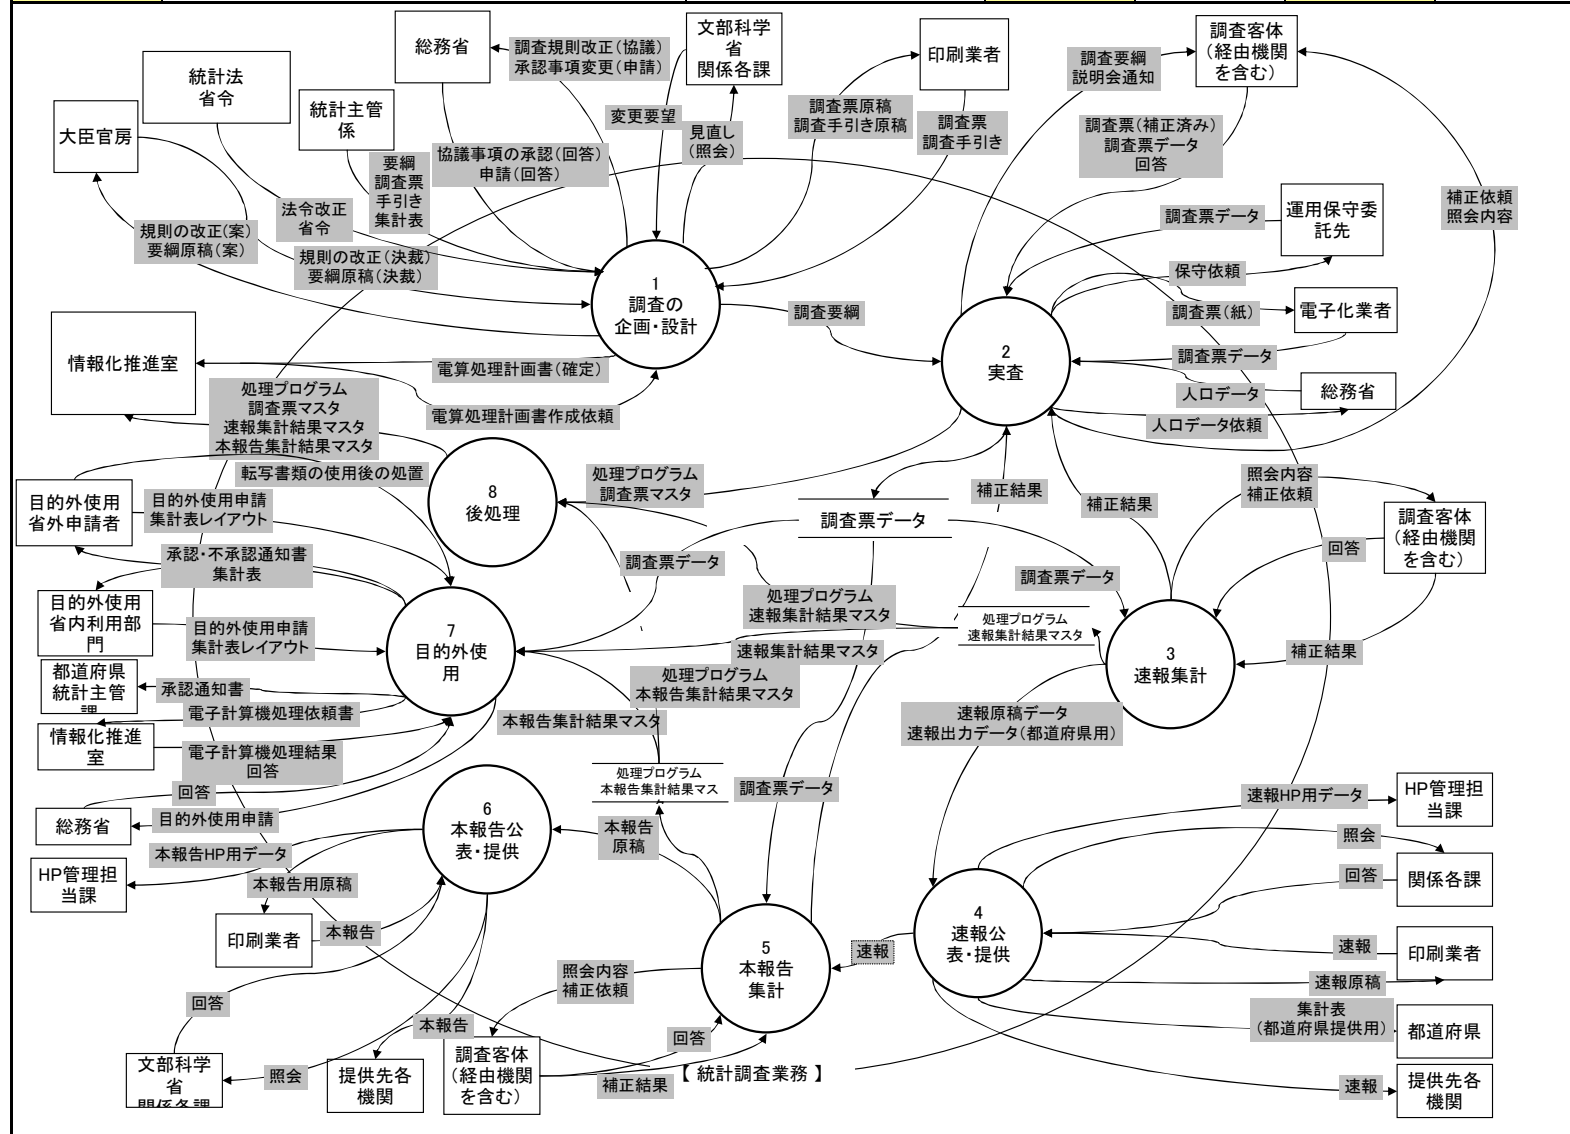 総務省
調査規則改正(協議)
承認事項変更(申請)
文部科学
省
関係各課
印刷業者
調査要綱
説明会通知
調査客体
(経由機関
を含む)
統計法
省令
統計主管
係
大臣官房
変更要望
見直し
(照会)
調査票原稿
調査手引き原稿
調査票
調査手引き
調査票(補正済み)
調査票データ
回答
要綱
調査票
手引き
集計表
協議事項の承認(回答)
申請(回答)
法令改正
省令
規則の改正(案)
要綱原稿(案)
規則の改正(決裁)
要綱原稿(決裁)
補正依頼
照会内容
調査票データ
運用保守委
託先
保守依頼
1
調査の
企画・設計
調査要綱
調査票(紙)
電子化業者
2
実査
調査票データ
人口データ
総務省
人口データ依頼
情報化推進室
電算処理計画書(確定)
電算処理計画書作成依頼
処理プログラム
調査票マスタ
速報集計結果マスタ
本報告集計結果マスタ
転写書類の使用後の処置
8
後処理
処理プログラム
調査票マスタ
補正結果
補正結果
照会内容
補正依頼
調査客体
(経由機関
を含む)
回答
目的外使用
省外申請者
目的外使用申請
集計表レイアウト
調査票データ
承認・不承認通知書
集計表
調査票データ
調査票データ
目的外使用
省内利用部
門
目的外使用申請
集計表レイアウト
7
目的外使
用
処理プログラム
速報集計結果マスタ
処理プログラム
速報集計結果マスタ
速報集計結果マスタ
3
速報集計
補正結果
都道府県
統計主管
課
承認通知書
処理プログラム
本報告集計結果マスタ
電子計算機処理依頼書
本報告集計結果マスタ
速報原稿データ
速報出力データ(都道府県用)
情報化推進
室
電子計算機処理結果
回答
処理プログラム
本報告集計結果マス
調査票データ
回答
総務省
目的外使用申請
6
本報告公
表・提供
本報告
原稿
速報HP用データ
HP管理担
当課
照会
本報告HP用データ
HP管理担
当課
本報告用原稿
回答
関係各課
印刷業者
本報告
4
速報公
表・提供
速報
5
本報告
集計
速報
印刷業者
照会内容
補正依頼
速報原稿
回答
集計表
(都道府県提供用)
都道府県
本報告
回答
文部科学
省
関係各課
照会
提供先各
機関
調査客体
(経由機関
を含む)
補正結果
【 統計調査業務 】
速報
提供先各
機関